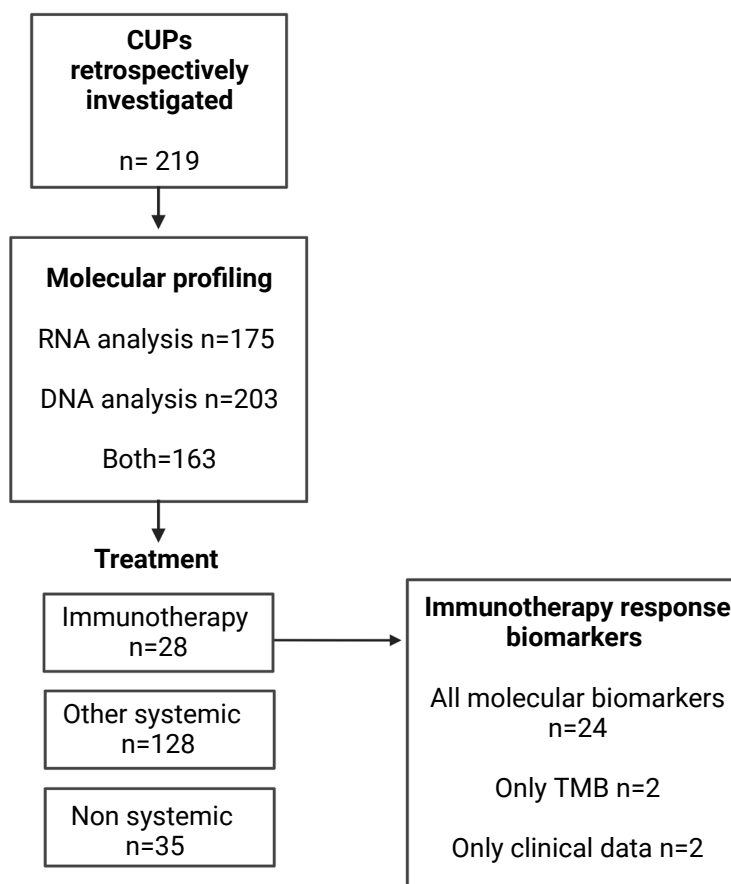 CUPs
retrospectively
investigated
n= 219
Molecular profiling
RNA analysis n=175
DNA analysis n=203
Both=163
Treatment
Immunotherapy
n=28
Other systemic
n=128
Non systemic
n=35
Immunotherapy response
biomarkers
All molecular biomarkers
n=24
Only TMB n=2
Only clinical data n=2